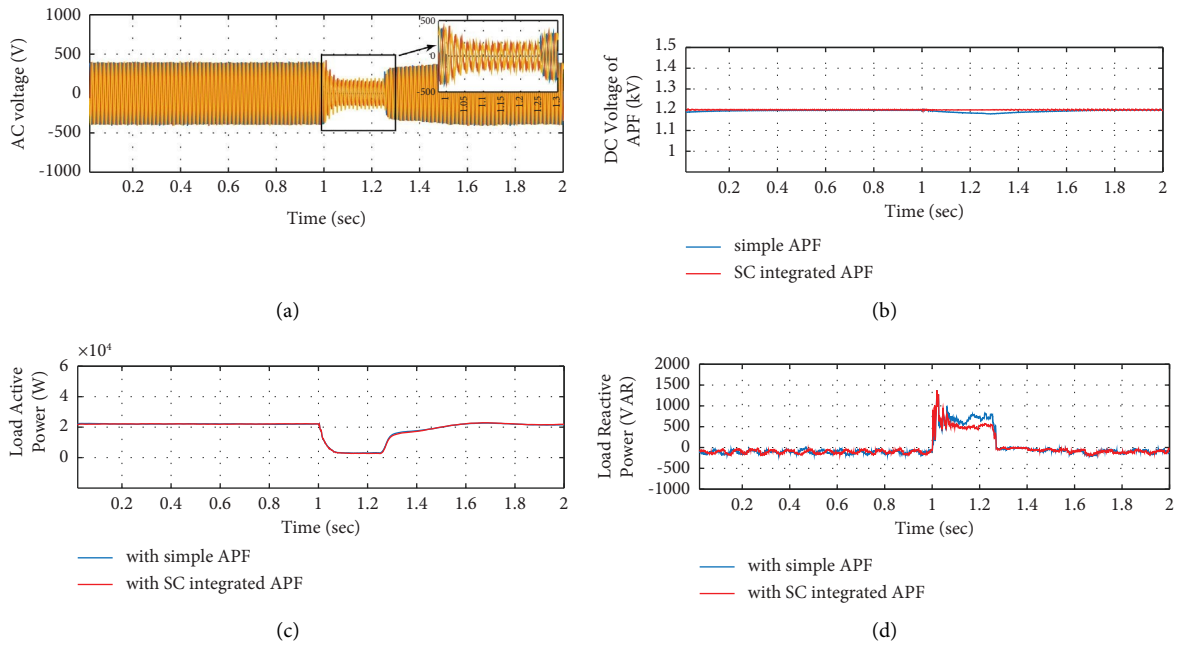 1000
500
0
-500
-1000
AC voltage (V)
500
0
-500
1
1.05
1.1
1.15
1.2
1.25
1.3
0.2 0.4 0.6 0.8 1 1.2 1.4 1.6 1.8 2
Time (sec)
(a)
1.5
1.4
1.3
1.2
1.1
1
DC Voltage of
APF (kV)
0.2 0.4 0.6 0.8 1 1.2 1.4 1.6 1.8 2
Time (sec)
simple APF
SC integrated APF
(b)
×10⁴
6
4
2
0
Load Active
Power (W)
0.2 0.4 0.6 0.8 1 1.2 1.4 1.6 1.8 2
Time (sec)
with simple APF
with SC integrated APF
(c)
2000
1500
1000
500
0
-500
-1000
Load Reactive
Power (VAR)
0.2 0.4 0.6 0.8 1 1.2 1.4 1.6 1.8 2
Time (sec)
with simple APF
with SC integrated APF
(d)